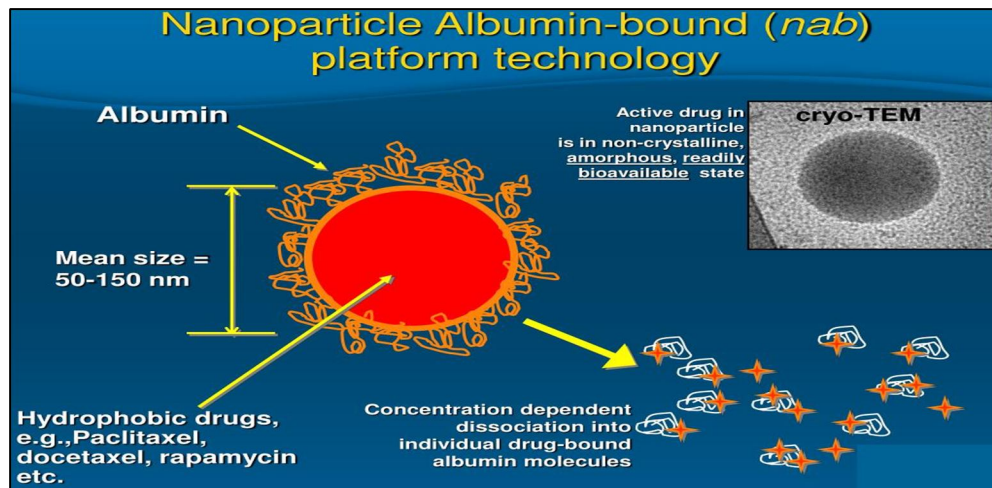 Nanoparticle Albumin-bound (nab)
platform technology
Albumin
Active drug in
nanoparticle
is in non-crystalline,
amorphous, readily
bioavailable state
cryo-TEM
Mean size =
50-150 nm
Hydrophobic drugs,
e.g.,Paclitaxel,
docetaxel, rapamycin
etc.
Concentration dependent
dissociation into
individual drug-bound
albumin molecules